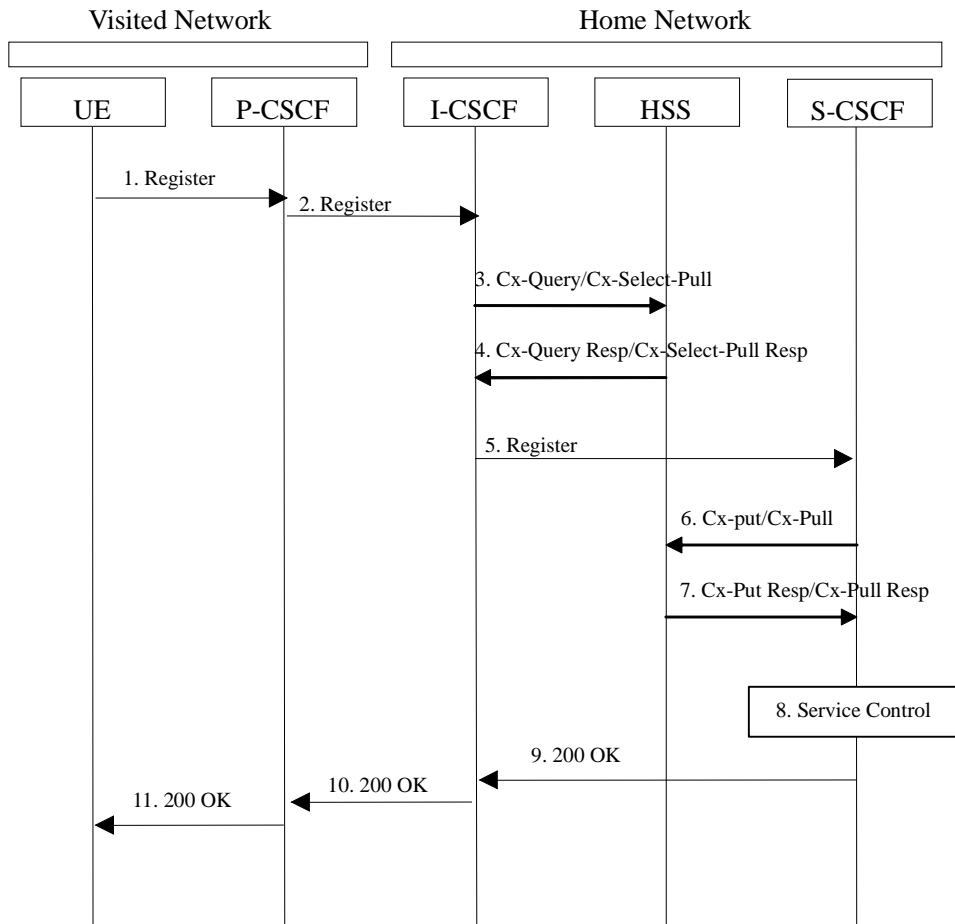 Visited Network
Home Network
UE
P-CSCF
I-CSCF
HSS
S-CSCF
1. Register
2. Register
3. Cx-Query/Cx-Select-Pull
4. Cx-Query Resp/Cx-Select-Pull Resp
5. Register
6. Cx-put/Cx-Pull
7. Cx-Put Resp/Cx-Pull Resp
8. Service Control
9. 200 OK
10. 200 OK
11. 200 OK